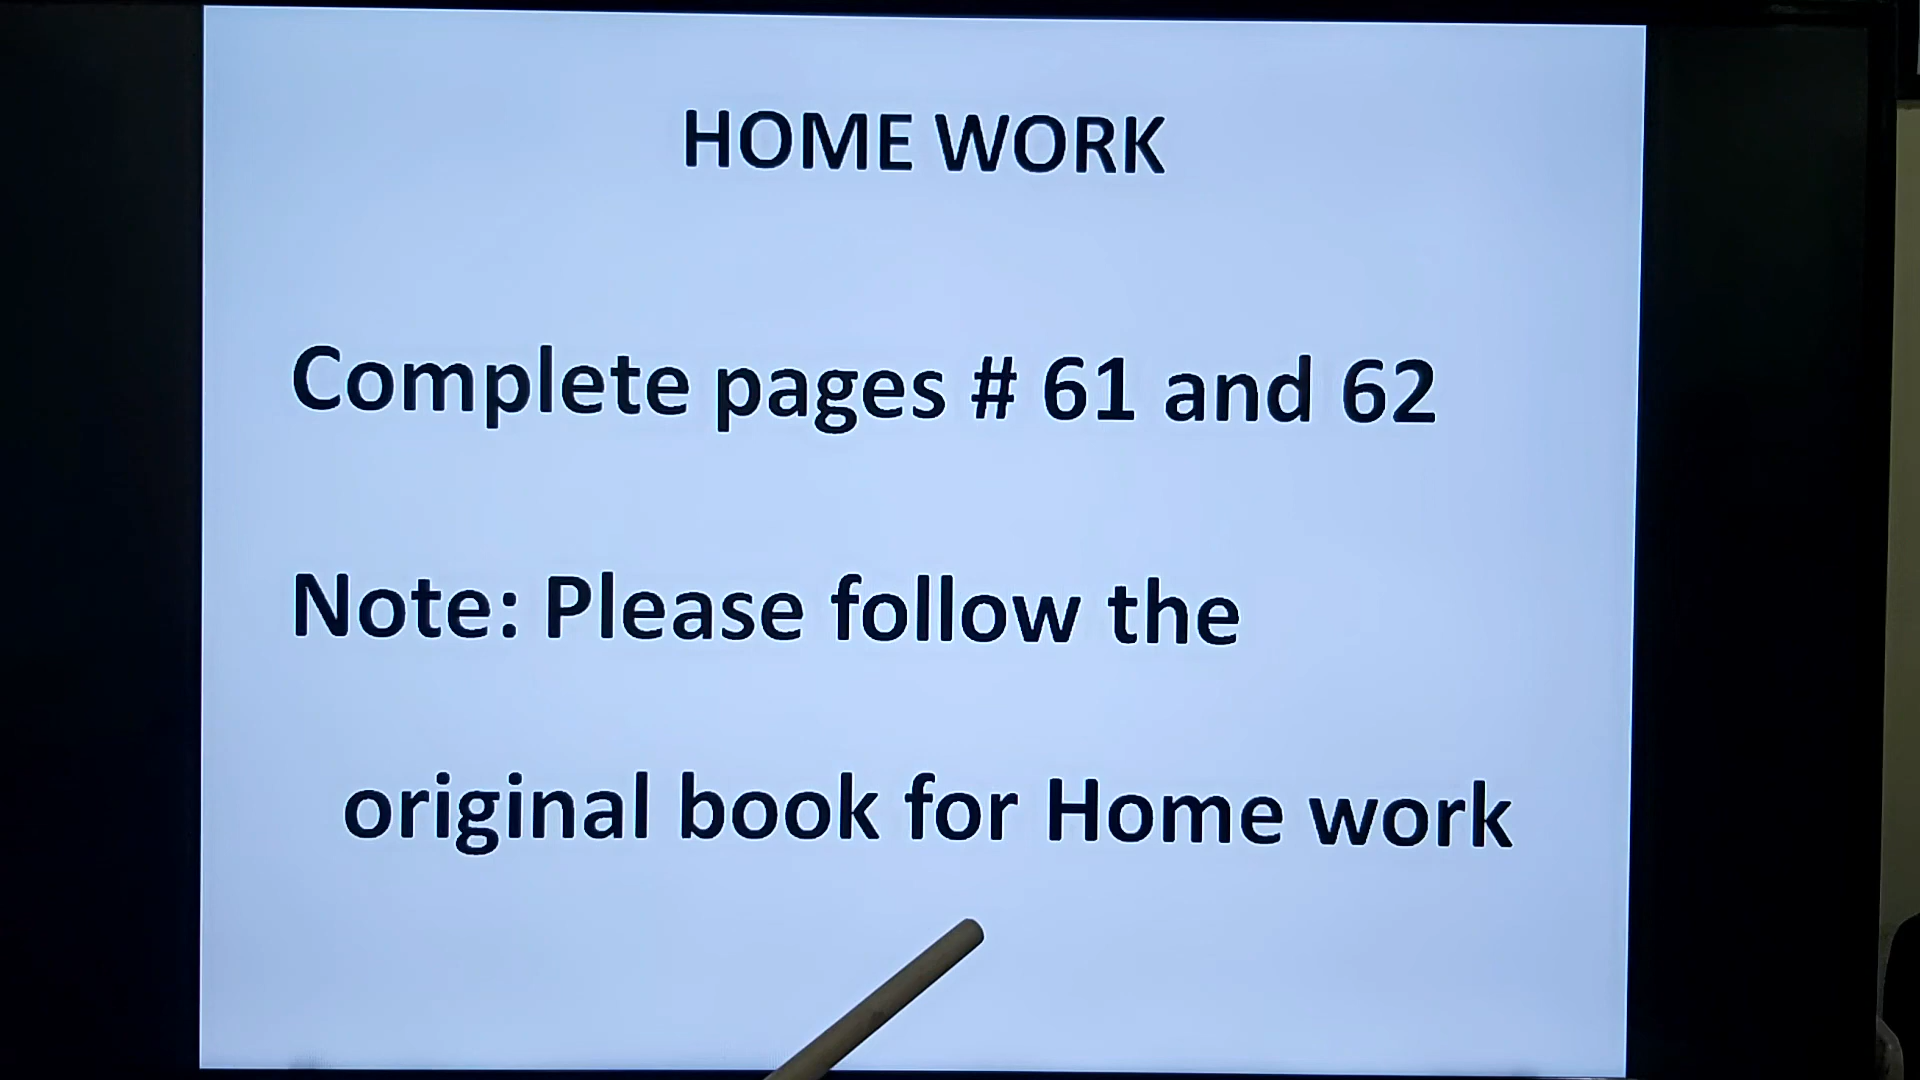 HOME WORK
Complete pages # 61 and 62
Note: Please follow the
original book for Home work